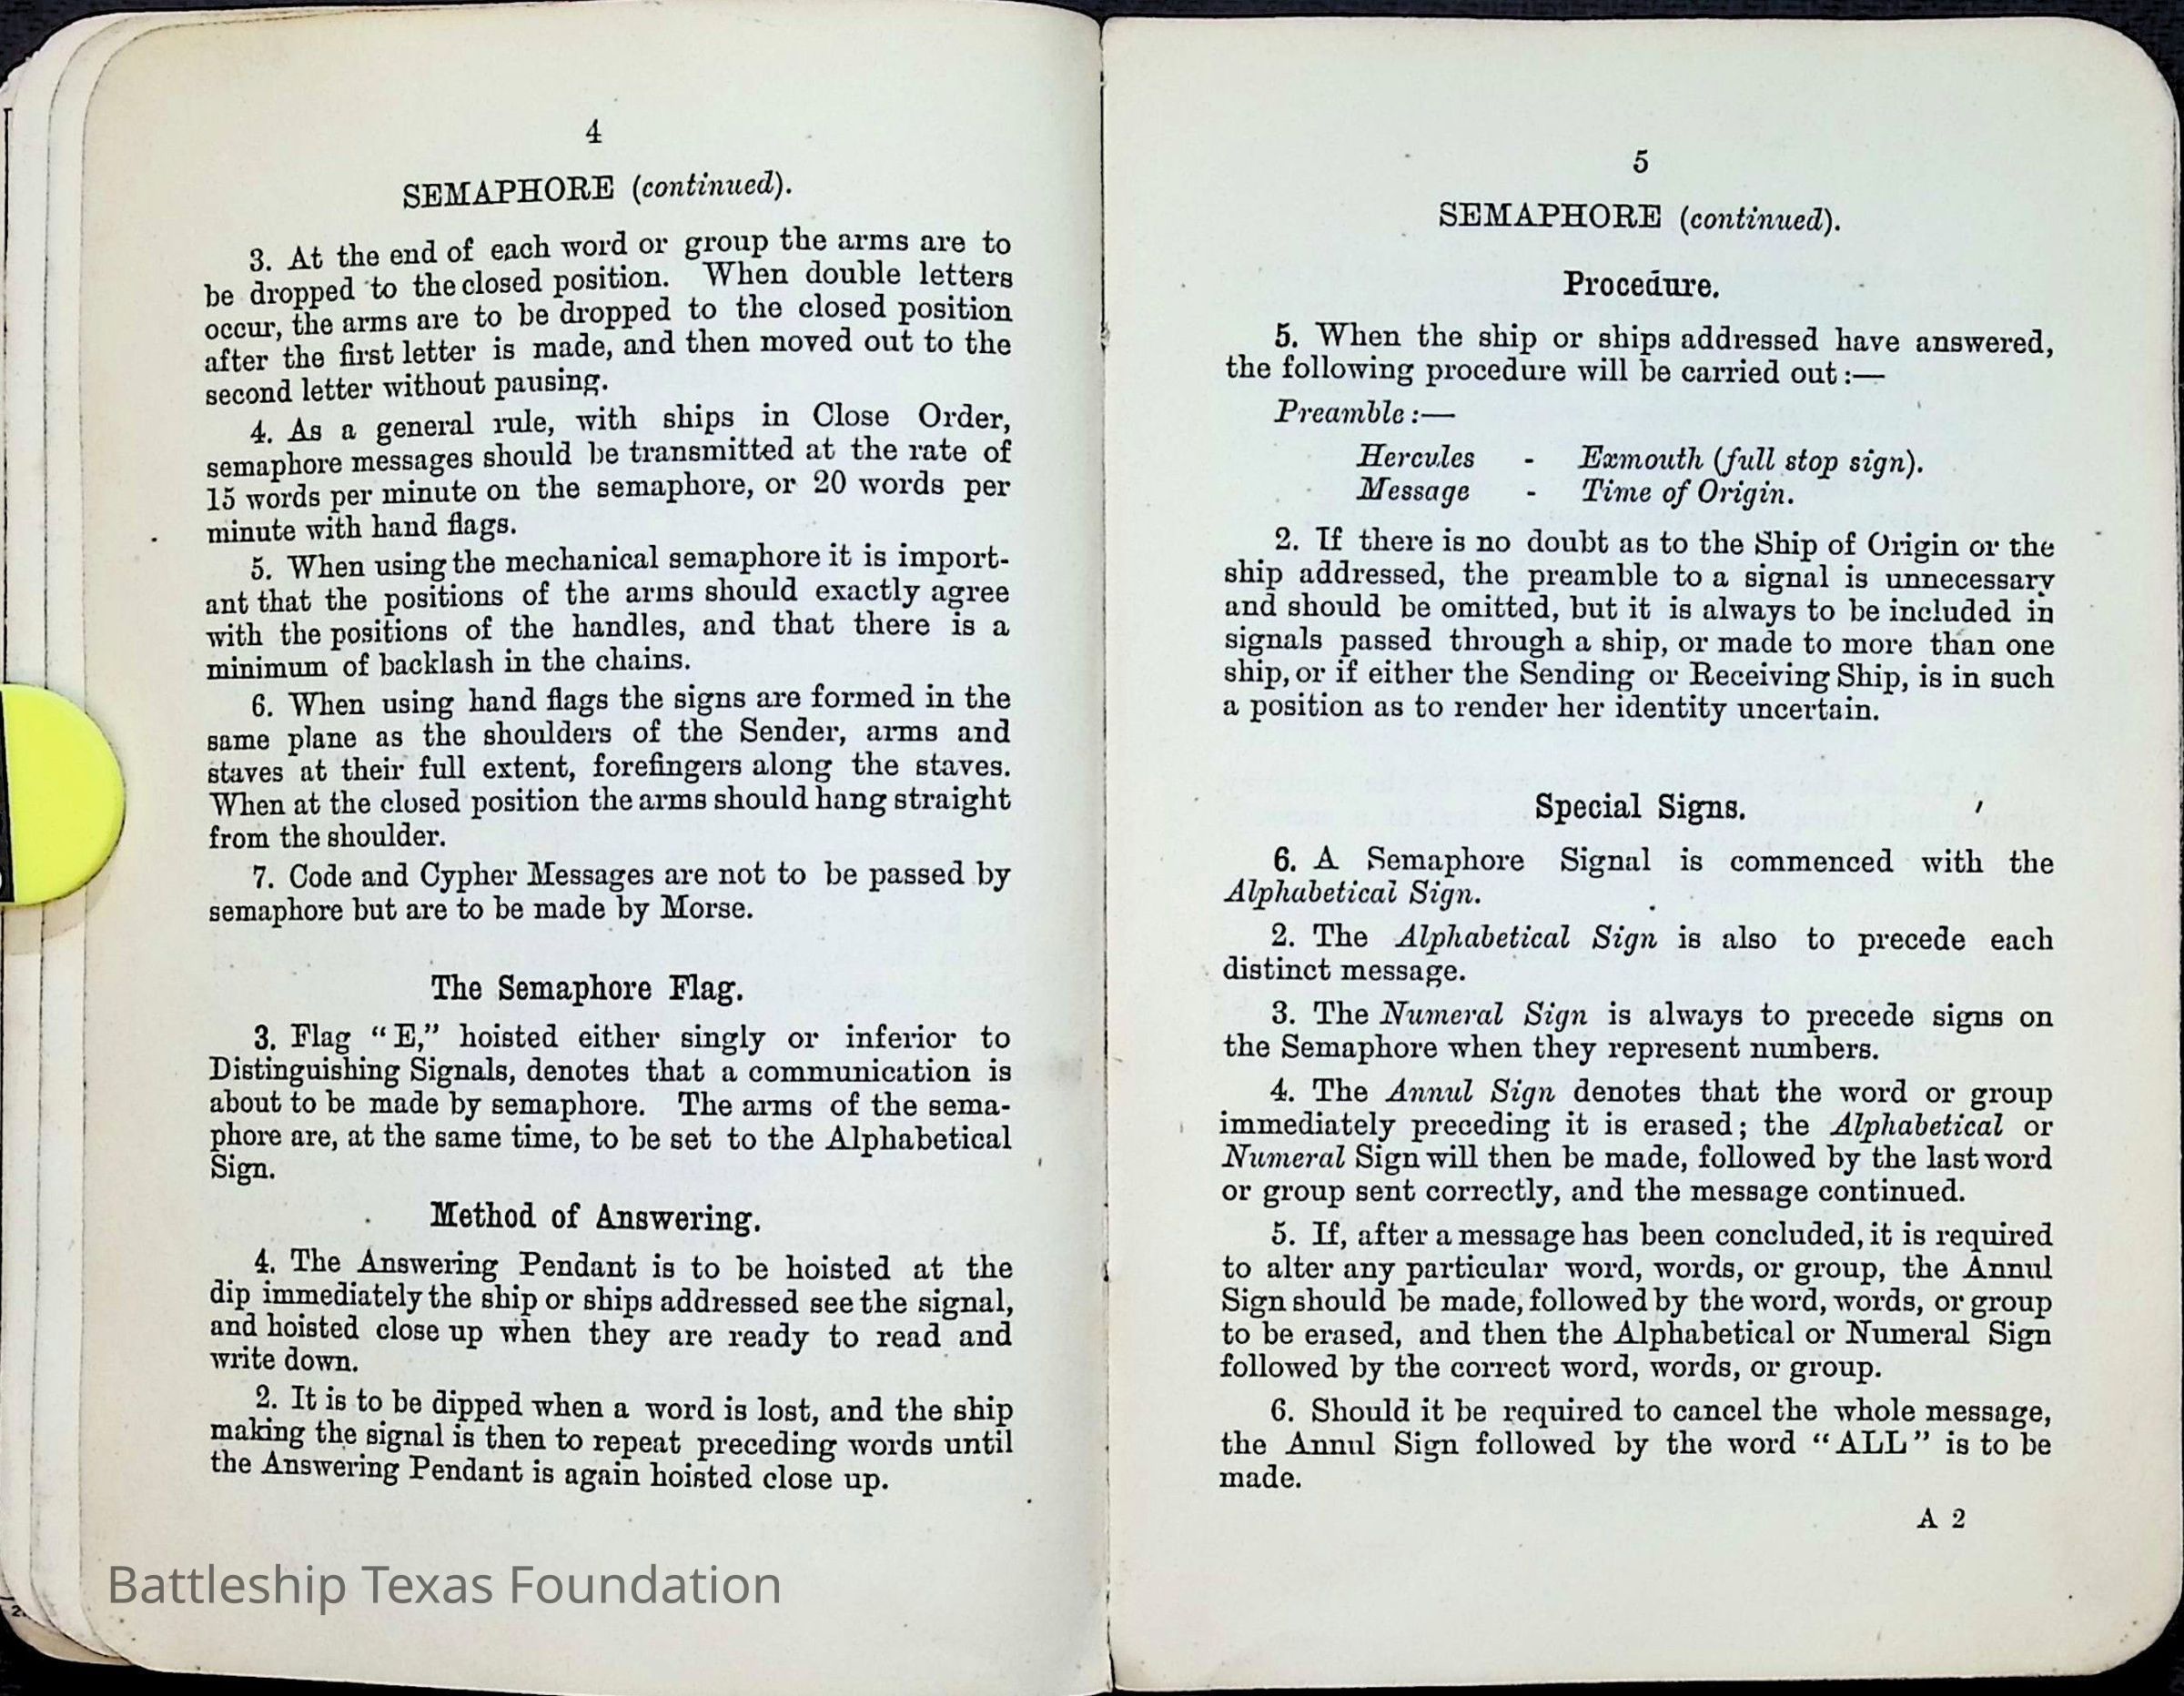 4
SEMAPHORE (continued).
3. At the end of each word or group the arms are to
be dropped to the closed position. When double letters
occur, the arms are to be dropped to the closed position
after the first letter is made, and then moved out to the
second letter without pausing.
4. As a general rule, with ships in Close Order,
semaphore messages should be transmitted at the rate of
15 words per minute on the semaphore, or 20 words per
minute with hand flags.
5. When using the mechanical semaphore it is import-
ant that the positions of the arms should exactly agree
with the positions of the handles, and that there is a
minimum of backlash in the chains.
6. When using hand flags the signs are formed in the
same plane as the shoulders of the Sender, arms and
staves at their full extent, forefingers along the staves.
When at the closed position the arms should hang straight
from the shoulder.
7. Code and Cypher Messages are not to be passed by
semaphore but are to be made by Morse.
The Semaphore Flag.
3. Flag “E,” hoisted either singly or inferior to
Distinguishing Signals, denotes that a communication is
about to be made by semaphore. The arms of the sema-
phore are, at the same time, to be set to the Alphabetical
Sign.
Method of Answering.
4. The Answering Pendant is to be hoisted at the
dip immediately the ship or ships addressed see the signal,
and hoisted close up when they are ready to read and
write down.
2. It is to be dipped when a word is lost, and the ship
making the signal is then to repeat preceding words until
the Answering Pendant is again hoisted close up.
Battleship Texas Foundation
5
SEMAPHORE (continued).
Procedure.
5. When the ship or ships addressed have answered,
the following procedure will be carried out :—
Preamble :—
Hercules - Exmouth (full stop sign).
Message - Time of Origin.
2. If there is no doubt as to the Ship of Origin or the
ship addressed, the preamble to a signal is unnecessary
and should be omitted, but it is always to be included in
signals passed through a ship, or made to more than one
ship, or if either the Sending or Receiving Ship, is in such
a position as to render her identity uncertain.
Special Signs.
6. A Semaphore Signal is commenced with the
Alphabetical Sign.
2. The Alphabetical Sign is also to precede each
distinct message.
3. The Numeral Sign is always to precede signs on
the Semaphore when they represent numbers.
4. The Annul Sign denotes that the word or group
immediately preceding it is erased; the Alphabetical or
Numeral Sign will then be made, followed by the last word
or group sent correctly, and the message continued.
5. If, after a message has been concluded, it is required
to alter any particular word, words, or group, the Annul
Sign should be made, followed by the word, words, or group
to be erased, and then the Alphabetical or Numeral Sign
followed by the correct word, words, or group.
6. Should it be required to cancel the whole message,
the Annul Sign followed by the word “ALL” is to be
made.
A 2